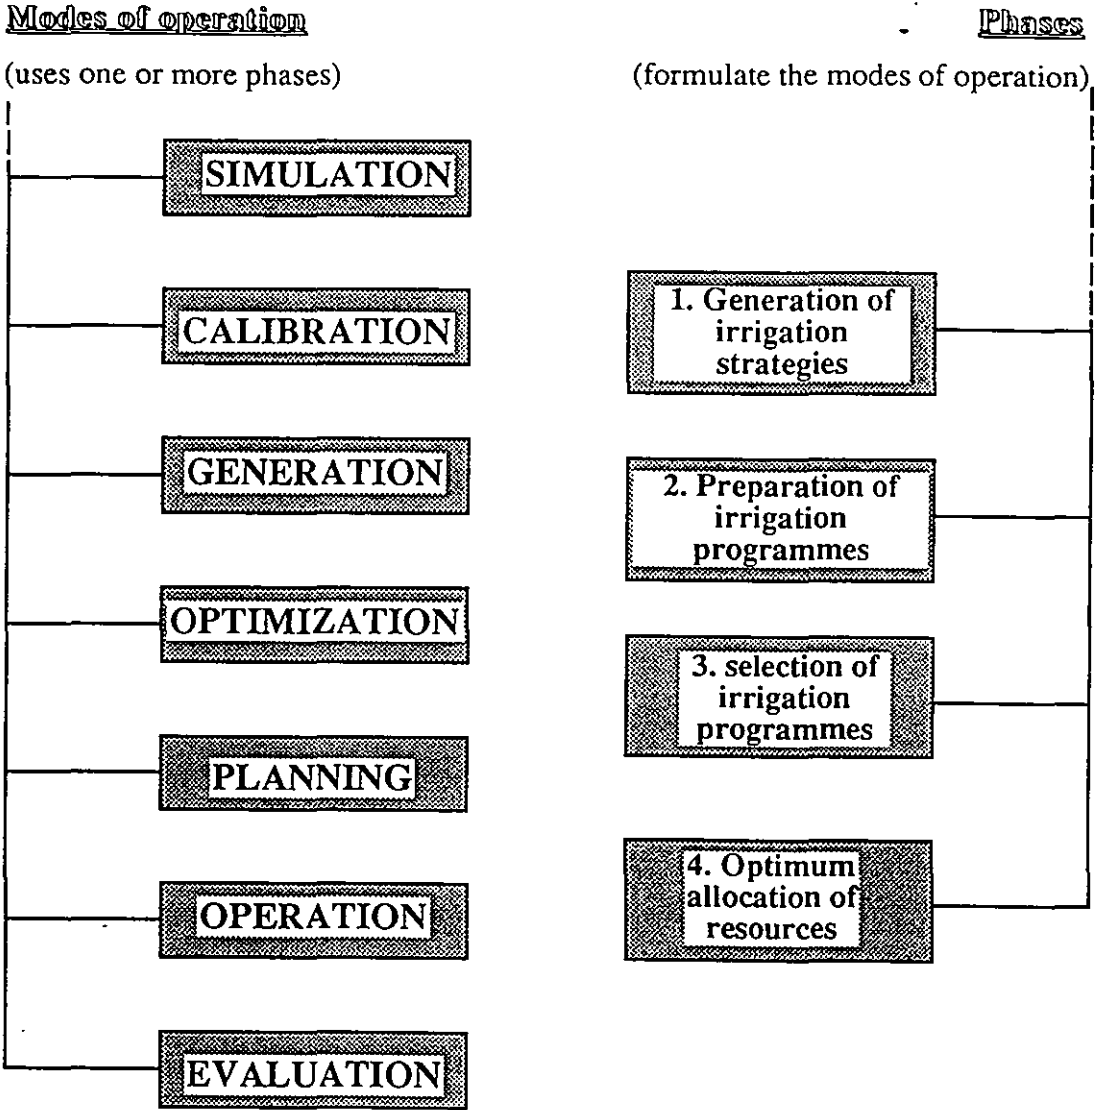 Modes of operation
(uses one or more phases)
SIMULATION
CALIBRATION
GENERATION
OPTIMIZATION
PLANNING
OPERATION
EVALUATION
Phases
(formulate the modes of operation)
1. Generation of
irrigation
strategies
2. Preparation of
irrigation
programmes
3. selection of
irrigation
programmes
4. Optimum
allocation of
resources